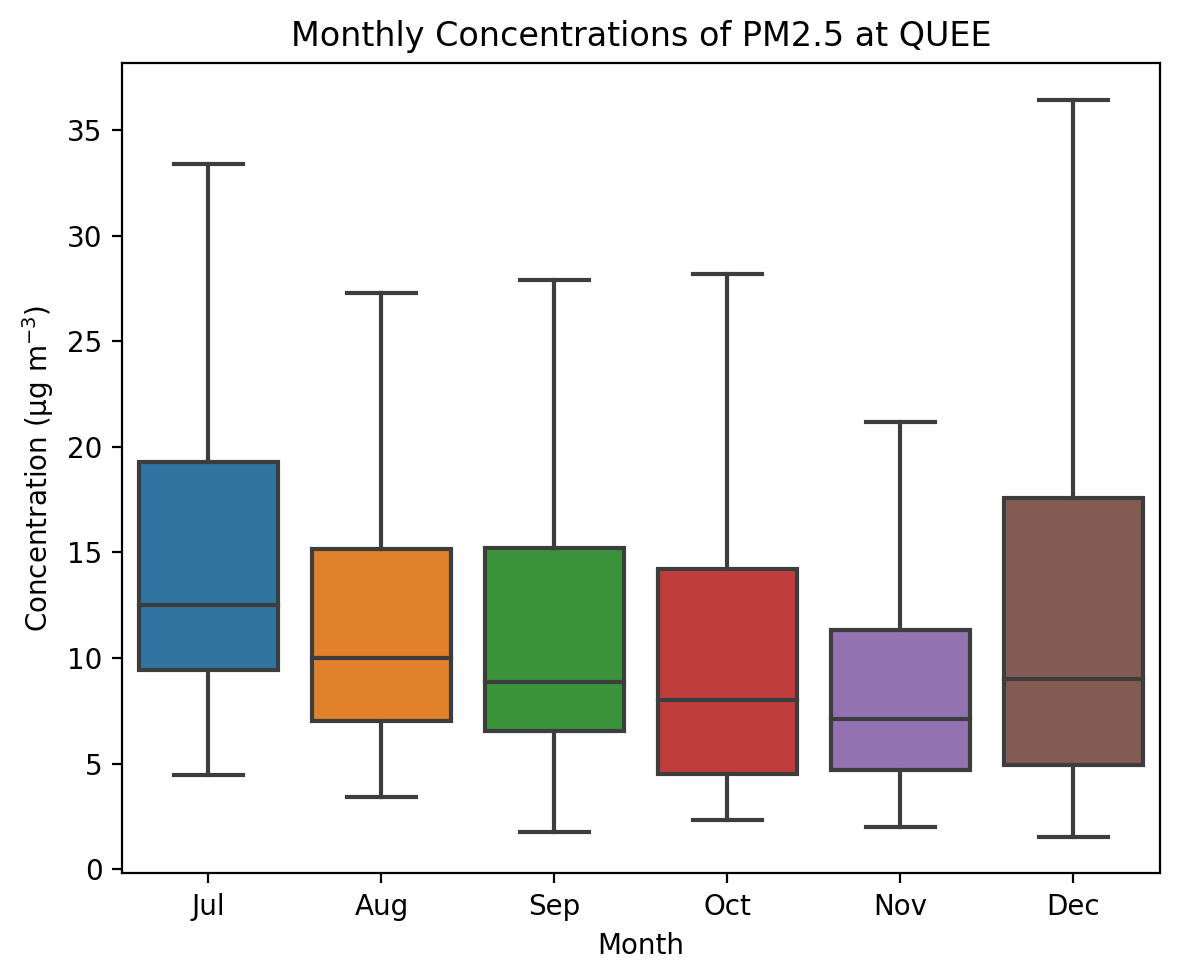 Monthly Concentrations of PM2.5 at QUEE
Concentration (µg m⁻³)
35
30
25
20
15
10
5
0
Jul Aug Sep Oct Nov Dec
Month